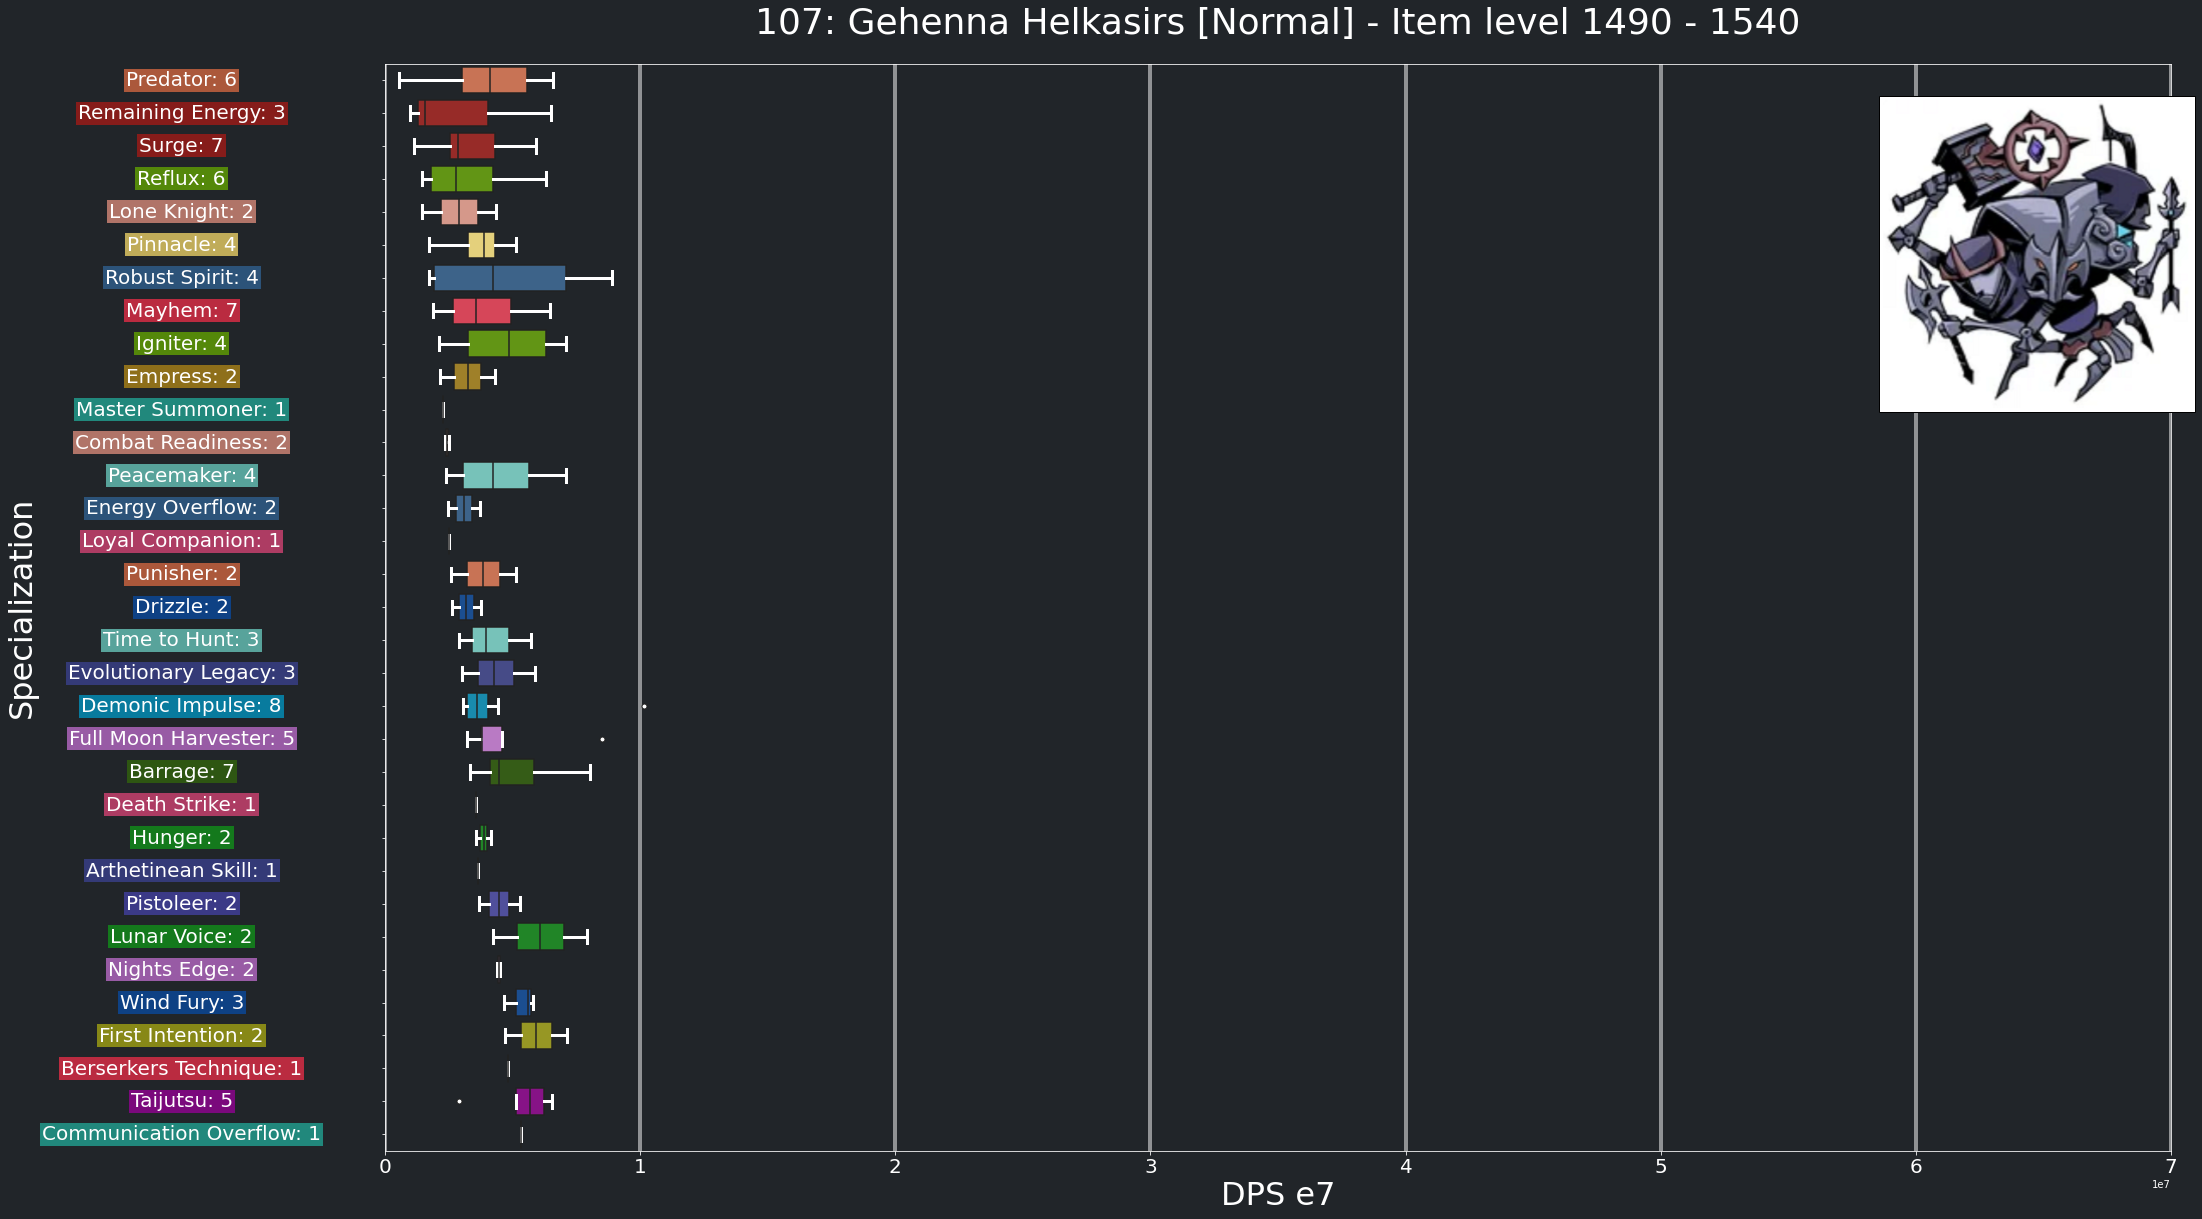 107: Gehenna Helkasirs [Normal] - Item level 1490 - 1540
Predator: 6
Remaining Energy: 3
Surge: 7
Reflux: 6
Lone Knight: 2
Pinnacle: 4
Robust Spirit: 4
Mayhem: 7
Igniter: 4
Empress: 2
Master Summoner: 1
Combat Readiness: 2
Peacemaker: 4
Energy Overflow: 2
Loyal Companion: 1
Punisher: 2
Drizzle: 2
Time to Hunt: 3
Evolutionary Legacy: 3
Demonic Impulse: 8
Full Moon Harvester: 5
Barrage: 7
Death Strike: 1
Hunger: 2
Arthetinean Skill: 1
Pistoleer: 2
Lunar Voice: 2
Nights Edge: 2
Wind Fury: 3
First Intention: 2
Berserkers Technique: 1
Taijutsu: 5
Communication Overflow: 1
Specialization
0 1 2 3 4 5 6 7
1e7
DPS e7